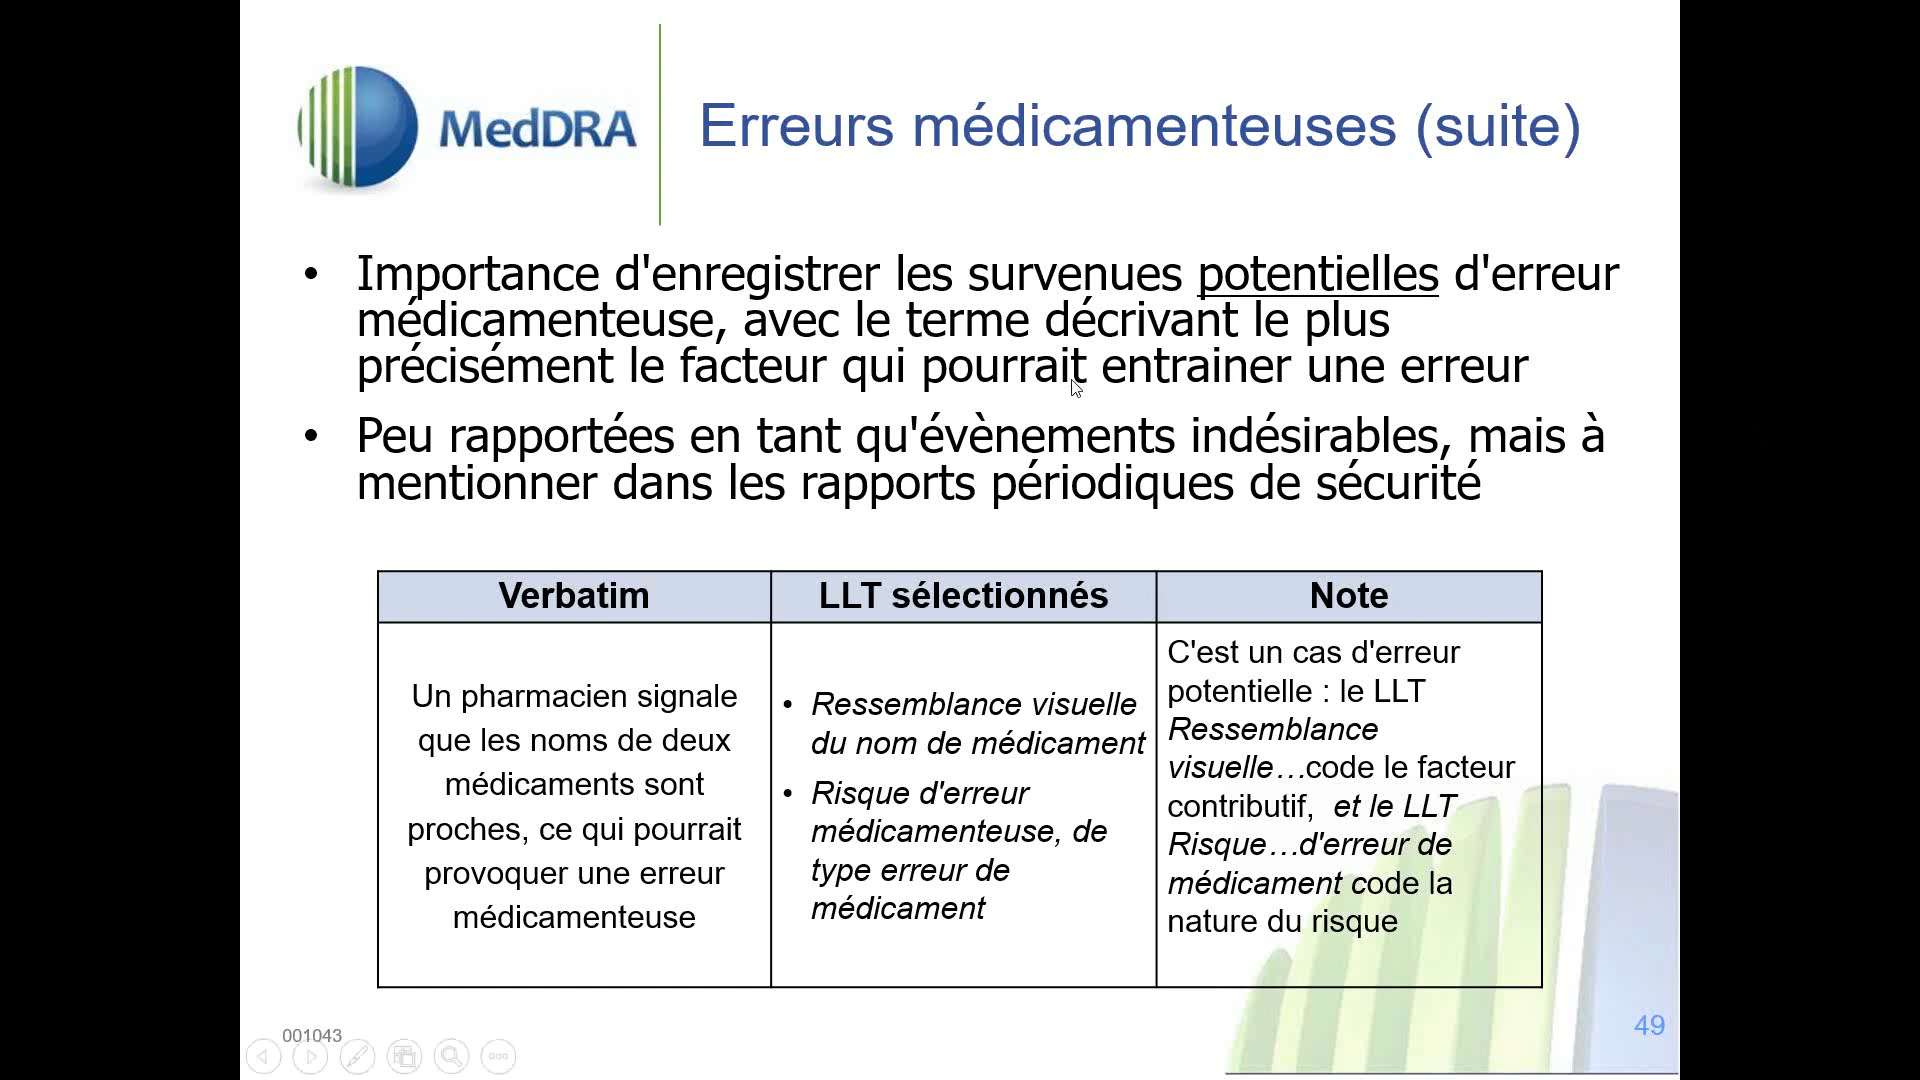 MedDRA
Erreurs médicamenteuses (suite)
• Importance d'enregistrer les survenues potentielles d'erreur
médicamenteuse, avec le terme décrivant le plus
précisément le facteur qui pourrait entrainer une erreur
• Peu rapportées en tant qu'évènements indésirables, mais à
mentionner dans les rapports périodiques de sécurité
Verbatim
Un pharmacien signale
que les noms de deux
médicaments sont
proches, ce qui pourrait
provoquer une erreur
médicamenteuse
LLT sélectionnés
• Ressemblance visuelle
du nom de médicament
• Risque d'erreur
médicamenteuse, de
type erreur de
médicament
Note
C'est un cas d'erreur
potentielle : le LLT
Ressemblance
visuelle…code le facteur
contributif, et le LLT
Risque…d'erreur de
médicament code la
nature du risque
001043
49